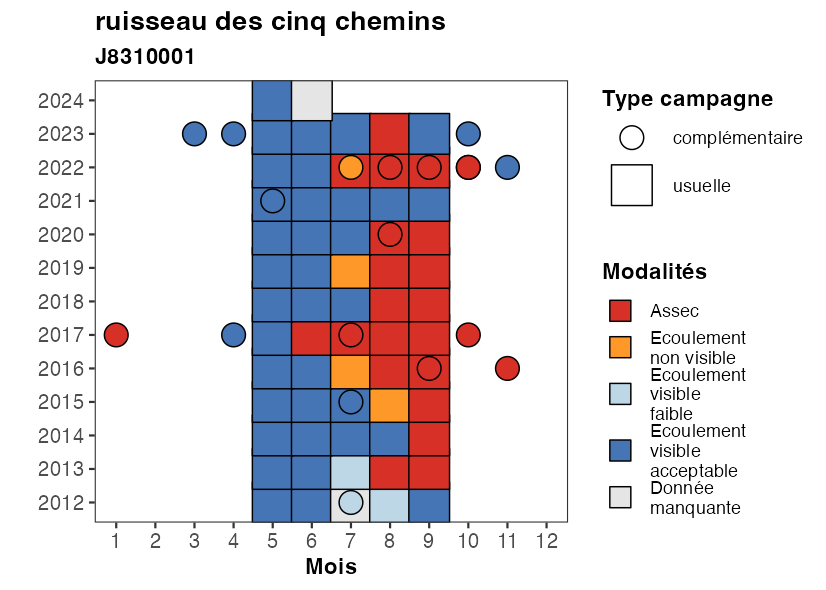 ruisseau des cinq chemins
J8310001
2024
2023
2022
2021
2020
2019
2018
2017
2016
2015
2014
2013
2012
1 2 3 4 5 6 7 8 9 10 11 12
Mois
Type campagne
complémentaire
usuelle
Modalités
Assec
Ecoulement
non visible
Ecoulement
visible
faible
Ecoulement
visible
acceptable
Donnée
manquante